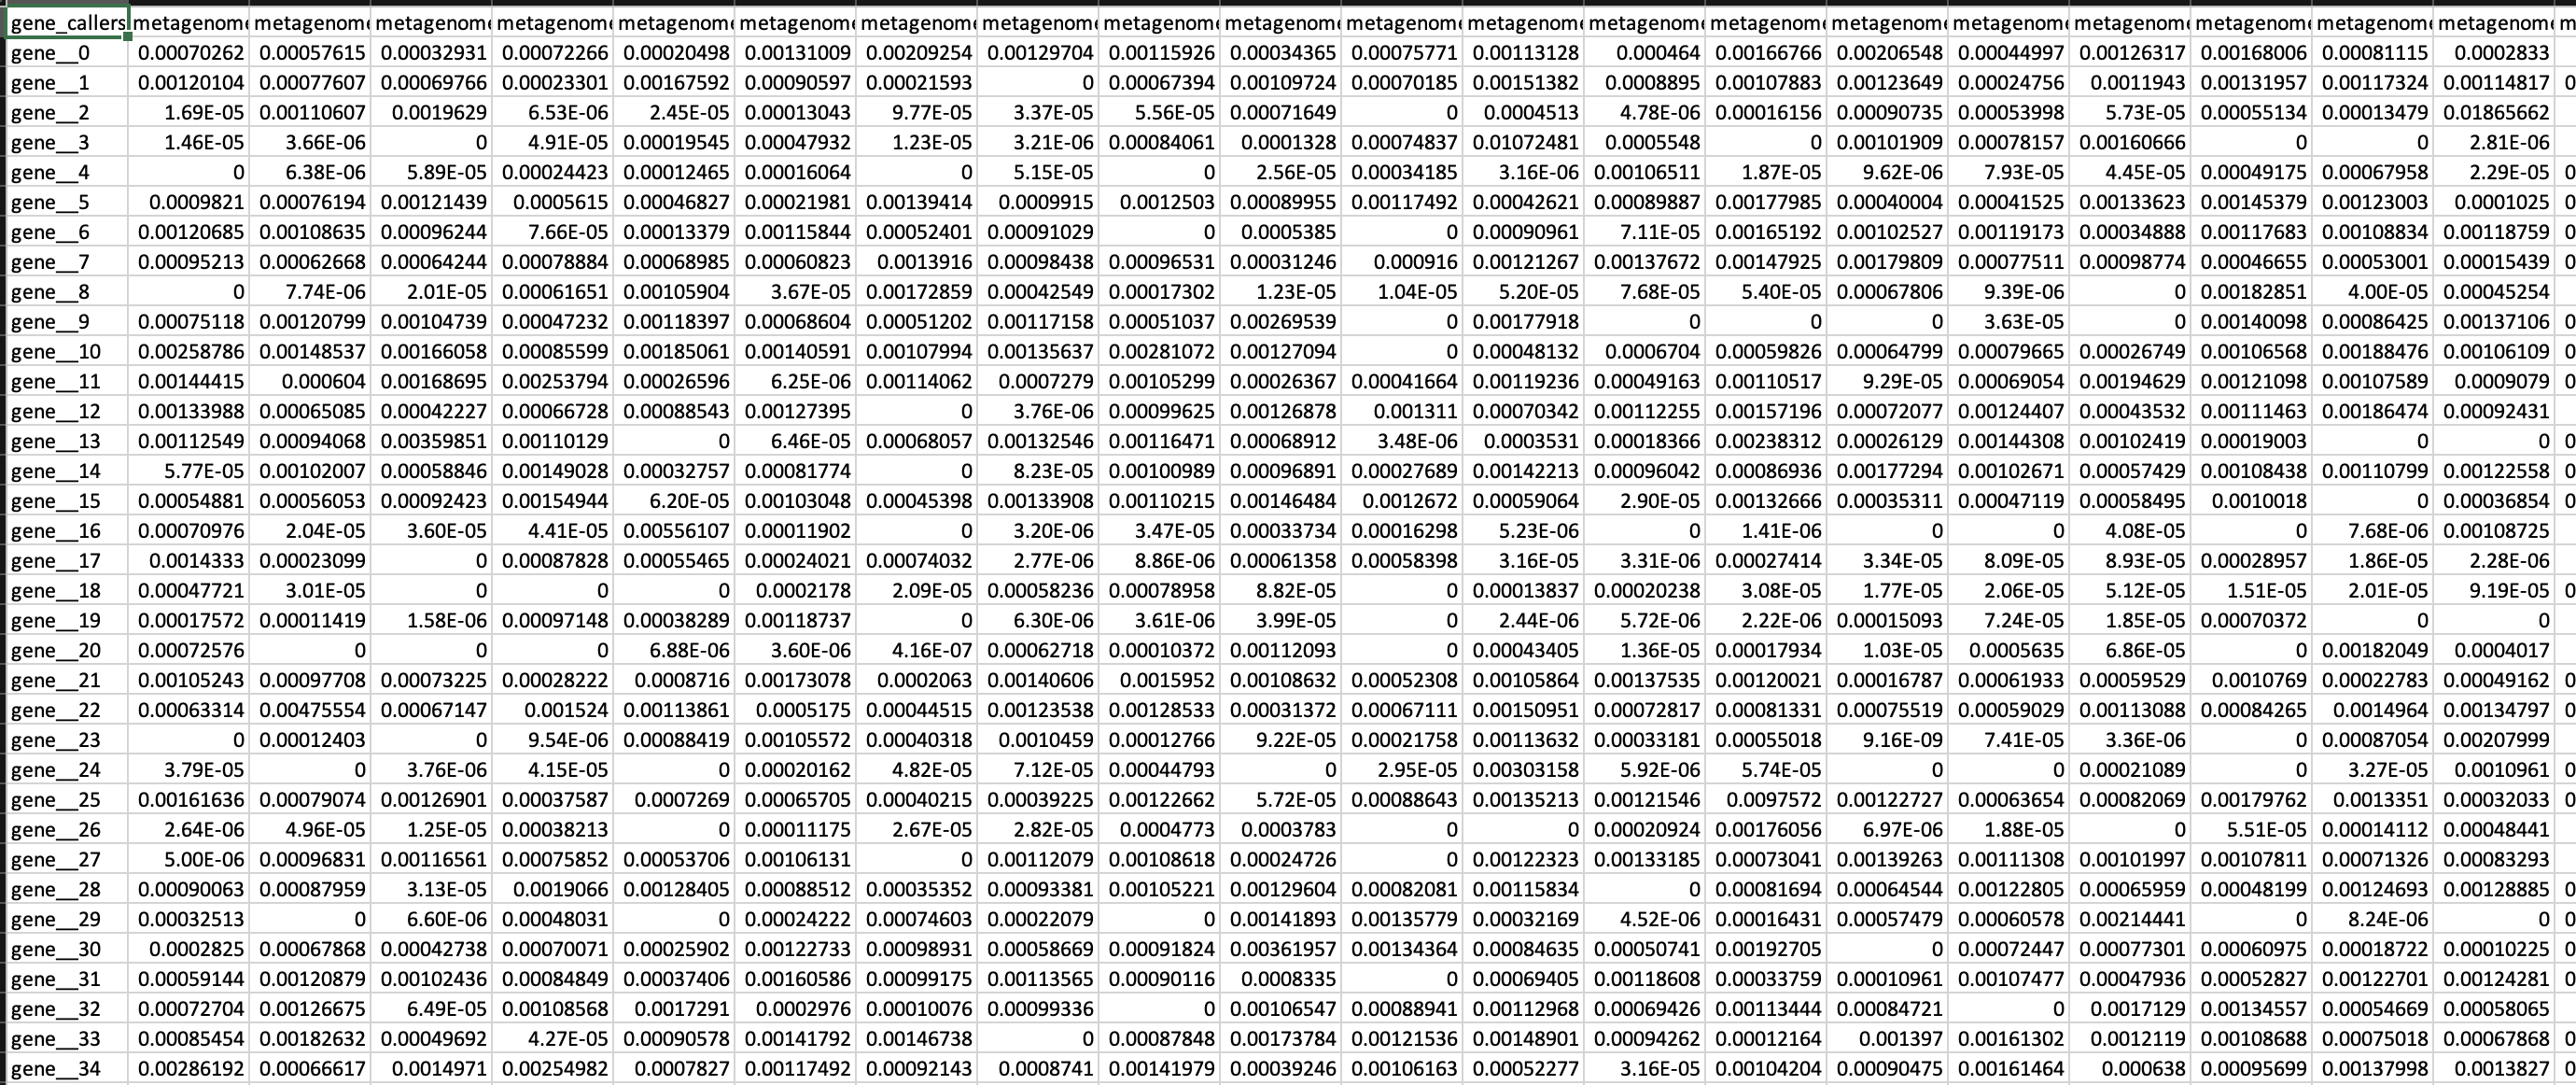 gene_callers metagenome metagenome metagenome metagenome metagenome metagenome metagenome metagenome metagenome metagenome metagenome metagenome metagenome metagenome metagenome metagenome metagenome metagenome metagenome metagenome m
gene__0 0.00070262 0.00057615 0.00032931 0.00072266 0.00020498 0.00131009 0.00209254 0.00129704 0.00115926 0.00034365 0.00075771 0.00113128 0.000464 0.00166766 0.00206548 0.00044997 0.00126317 0.00168006 0.00081115 0.0002833
gene__1 0.00120104 0.00077607 0.00069766 0.00023301 0.00167592 0.00090597 0.00021593 0 0.00067394 0.00109724 0.00070185 0.00151382 0.0008895 0.00107883 0.00123649 0.00024756 0.0011943 0.00131957 0.00117324 0.00114817 0
gene__2 1.69E-05 0.00110607 0.0019629 6.53E-06 2.45E-05 0.00013043 9.77E-05 3.37E-05 5.56E-05 0.00071649 0 0.0004513 4.78E-06 0.00016156 0.00090735 0.00053998 5.73E-05 0.00055134 0.00013479 0.01865662
gene__3 1.46E-05 3.66E-06 0 4.91E-05 0.00019545 0.00047932 1.23E-05 3.21E-06 0.00084061 0.0001328 0.00074837 0.01072481 0.0005548 0 0.00101909 0.00078157 0.00160666 0 0 2.81E-06
gene__4 0 6.38E-06 5.89E-05 0.00024423 0.00012465 0.00016064 0 5.15E-05 0 2.56E-05 0.00034185 3.16E-06 0.00106511 1.87E-05 9.62E-06 7.93E-05 4.45E-05 0.00049175 0.00067958 2.29E-05 0
gene__5 0.0009821 0.00076194 0.00121439 0.0005615 0.00046827 0.00021981 0.00139414 0.0009915 0.0012503 0.00089955 0.00117492 0.00042621 0.00089887 0.00177985 0.00040004 0.00041525 0.00133623 0.00145379 0.00123003 0.0001025 0
gene__6 0.00120685 0.00108635 0.00096244 7.66E-05 0.00013379 0.00115844 0.00052401 0.00091029 0 0.0005385 0 0.00090961 7.11E-05 0.00165192 0.00102527 0.00119173 0.00034888 0.00117683 0.00108834 0.00118759 0
gene__7 0.00095213 0.00062668 0.00064244 0.00078884 0.00068985 0.00060823 0.0013916 0.00098438 0.00096531 0.00031246 0.000916 0.00121267 0.00137672 0.00147925 0.00179809 0.00077511 0.00098774 0.00046655 0.00053001 0.00015439 0
gene__8 0 7.74E-06 2.01E-05 0.00061651 0.00105904 3.67E-05 0.00172859 0.00042549 0.00017302 1.23E-05 1.04E-05 5.20E-05 7.68E-05 5.40E-05 0.00067806 9.39E-06 0 0.00182851 4.00E-05 0.00045254
gene__9 0.00075118 0.00120799 0.00104739 0.00047232 0.00118397 0.00068604 0.00051202 0.00117158 0.00051037 0.00269539 0 0.00177918 0 0 0 3.63E-05 0 0.00140098 0.00086425 0.00137106 0
gene__10 0.00258786 0.00148537 0.00166058 0.00085599 0.00185061 0.00140591 0.00107994 0.00135637 0.00281072 0.00127094 0 0.00048132 0.0006704 0.00059826 0.00064799 0.00079665 0.00026749 0.00106568 0.00188476 0.00106109 0
gene__11 0.00144415 0.000604 0.00168695 0.00253794 0.00026596 6.25E-06 0.00114062 0.0007279 0.00105299 0.00026367 0.00041664 0.00119236 0.00049163 0.00110517 9.29E-05 0.00069054 0.00194629 0.00121098 0.00107589 0.0009079 0
gene__12 0.00133988 0.00065085 0.00042227 0.00066728 0.00088543 0.00127395 0 3.76E-06 0.00099625 0.00126878 0.001311 0.00070342 0.00112255 0.00157196 0.00072077 0.00124407 0.00043532 0.00111463 0.00186474 0.00092431
gene__13 0.00112549 0.00094068 0.00359851 0.00110129 0 6.46E-05 0.00068057 0.00132546 0.00116471 0.00068912 3.48E-06 0.0003531 0.00018366 0.00238312 0.00026129 0.00144308 0.00102419 0.00019003 0 0 0
gene__14 5.77E-05 0.00102007 0.00058846 0.00149028 0.00032757 0.00081774 0 8.23E-05 0.00100989 0.00096891 0.00027689 0.00142213 0.00096042 0.00086936 0.00177294 0.00102671 0.00057429 0.00108438 0.00110799 0.00122558 0
gene__15 0.00054881 0.00056053 0.00092423 0.00154944 6.20E-05 0.00103048 0.00045398 0.00133908 0.00110215 0.00146484 0.0012672 0.00059064 2.90E-05 0.00132666 0.00035311 0.00047119 0.00058495 0.0010018 0 0.00036854 0
gene__16 0.00070976 2.04E-05 3.60E-05 4.41E-05 0.00556107 0.00011902 0 3.20E-06 3.47E-05 0.00033734 0.00016298 5.23E-06 0 1.41E-06 0 0 4.08E-05 0 7.68E-06 0.00108725
gene__17 0.0014333 0.00023099 0 0.00087828 0.00055465 0.00024021 0.00074032 2.77E-06 8.86E-06 0.00061358 0.00058398 3.16E-05 3.31E-06 0.00027414 3.34E-05 8.09E-05 8.93E-05 0.00028957 1.86E-05 2.28E-06
gene__18 0.00047721 3.01E-05 0 0 0 0.0002178 2.09E-05 0.00058236 0.00078958 8.82E-05 0 0.00013837 0.00020238 3.08E-05 1.77E-05 2.06E-05 5.12E-05 1.51E-05 2.01E-05 9.19E-05 0
gene__19 0.00017572 0.00011419 1.58E-06 0.00097148 0.00038289 0.00118737 0 6.30E-06 3.61E-06 3.99E-05 0 2.44E-06 5.72E-06 2.22E-06 0.00015093 7.24E-05 1.85E-05 0.00070372 0 0
gene__20 0.00072576 0 0 0 6.88E-06 3.60E-06 4.16E-07 0.00062718 0.00010372 0.00112093 0 0.00043405 1.36E-05 0.00017934 1.03E-05 0.0005635 6.86E-05 0 0.00182049 0.0004017 0
gene__21 0.00105243 0.00097708 0.00073225 0.00028222 0.0008716 0.00173078 0.0002063 0.00140606 0.0015952 0.00108632 0.00052308 0.00105864 0.00137535 0.00120021 0.00016787 0.00061933 0.00059529 0.0010769 0.00022783 0.00049162 0
gene__22 0.00063314 0.00475554 0.00067147 0.001524 0.00113861 0.0005175 0.00044515 0.00123538 0.00128533 0.00031372 0.00067111 0.00150951 0.00072817 0.00081331 0.00075519 0.00059029 0.00113088 0.00084265 0.0014964 0.00134797 0
gene__23 0 0.00012403 0 9.54E-06 0.00088419 0.00105572 0.00040318 0.0010459 0.00012766 9.22E-05 0.00021758 0.00113632 0.00033181 0.00055018 9.16E-09 7.41E-05 3.36E-06 0 0.00087054 0.00207999 0
gene__24 3.79E-05 0 3.76E-06 4.15E-05 0 0.00020162 4.82E-05 7.12E-05 0.00044793 0 2.95E-05 0.00303158 5.92E-06 5.74E-05 0 0 0.00021089 0 3.27E-05 0.0010961 0
gene__25 0.00161636 0.00079074 0.00126901 0.00037587 0.0007269 0.00065705 0.00040215 0.00039225 0.00122662 5.72E-05 0.00088643 0.00135213 0.00121546 0.0097572 0.00122727 0.00063654 0.00082069 0.00179762 0.0013351 0.00032033 0
gene__26 2.64E-06 4.96E-05 1.25E-05 0.00038213 0 0.00011175 2.67E-05 2.82E-05 0.0004773 0.0003783 0 0 0.00020924 0.00176056 6.97E-06 1.88E-05 0 5.51E-05 0.00014112 0.00048441
gene__27 5.00E-06 0.00096831 0.00116561 0.00075852 0.00053706 0.00106131 0 0.00112079 0.00108618 0.00024726 0 0.00122323 0.00133185 0.00073041 0.00139263 0.00111308 0.00101997 0.00107811 0.00071326 0.00083293 0
gene__28 0.00090063 0.00087959 3.13E-05 0.0019066 0.00128405 0.00088512 0.00035352 0.00093381 0.00105221 0.00129604 0.00082081 0.00115834 0 0.00081694 0.00064544 0.00122805 0.00065959 0.00048199 0.00124693 0.00128885 0
gene__29 0.00032513 0 6.60E-06 0.00048031 0 0.00024222 0.00074603 0.00022079 0 0.00141893 0.00135779 0.00032169 4.52E-06 0.00016431 0.00057479 0.00060578 0.00214441 0 8.24E-06 0 0
gene__30 0.0002825 0.00067868 0.00042738 0.00070071 0.00025902 0.00122733 0.00098931 0.00058669 0.00091824 0.00361957 0.00134364 0.00084635 0.00050741 0.00192705 0 0.00072447 0.00077301 0.00060975 0.00018722 0.00010225 0
gene__31 0.00059144 0.00120879 0.00102436 0.00084849 0.00037406 0.00160586 0.00099175 0.00113565 0.00090116 0.0008335 0 0.00069405 0.00118608 0.00033759 0.00010961 0.00107477 0.00047936 0.00052827 0.00122701 0.00124281 0
gene__32 0.00072704 0.00126675 6.49E-05 0.00108568 0.0017291 0.0002976 0.00010076 0.00099336 0 0.00106547 0.00088941 0.00112968 0.00069426 0.00113444 0.00084721 0 0.0017129 0.00134557 0.00054669 0.00058065 0
gene__33 0.00085454 0.00182632 0.00049692 4.27E-05 0.00090578 0.00141792 0.00146738 0 0.00087848 0.00173784 0.00121536 0.00148901 0.00094262 0.00012164 0.001397 0.00161302 0.0012119 0.00108688 0.00075018 0.00067868 0
gene__34 0.00286192 0.00066617 0.0014971 0.00254982 0.0007827 0.00117492 0.00092143 0.0008741 0.00141979 0.00039246 0.00106163 0.00052277 3.16E-05 0.00104204 0.00090475 0.00161464 0.000638 0.00095699 0.00137998 0.0013827 0